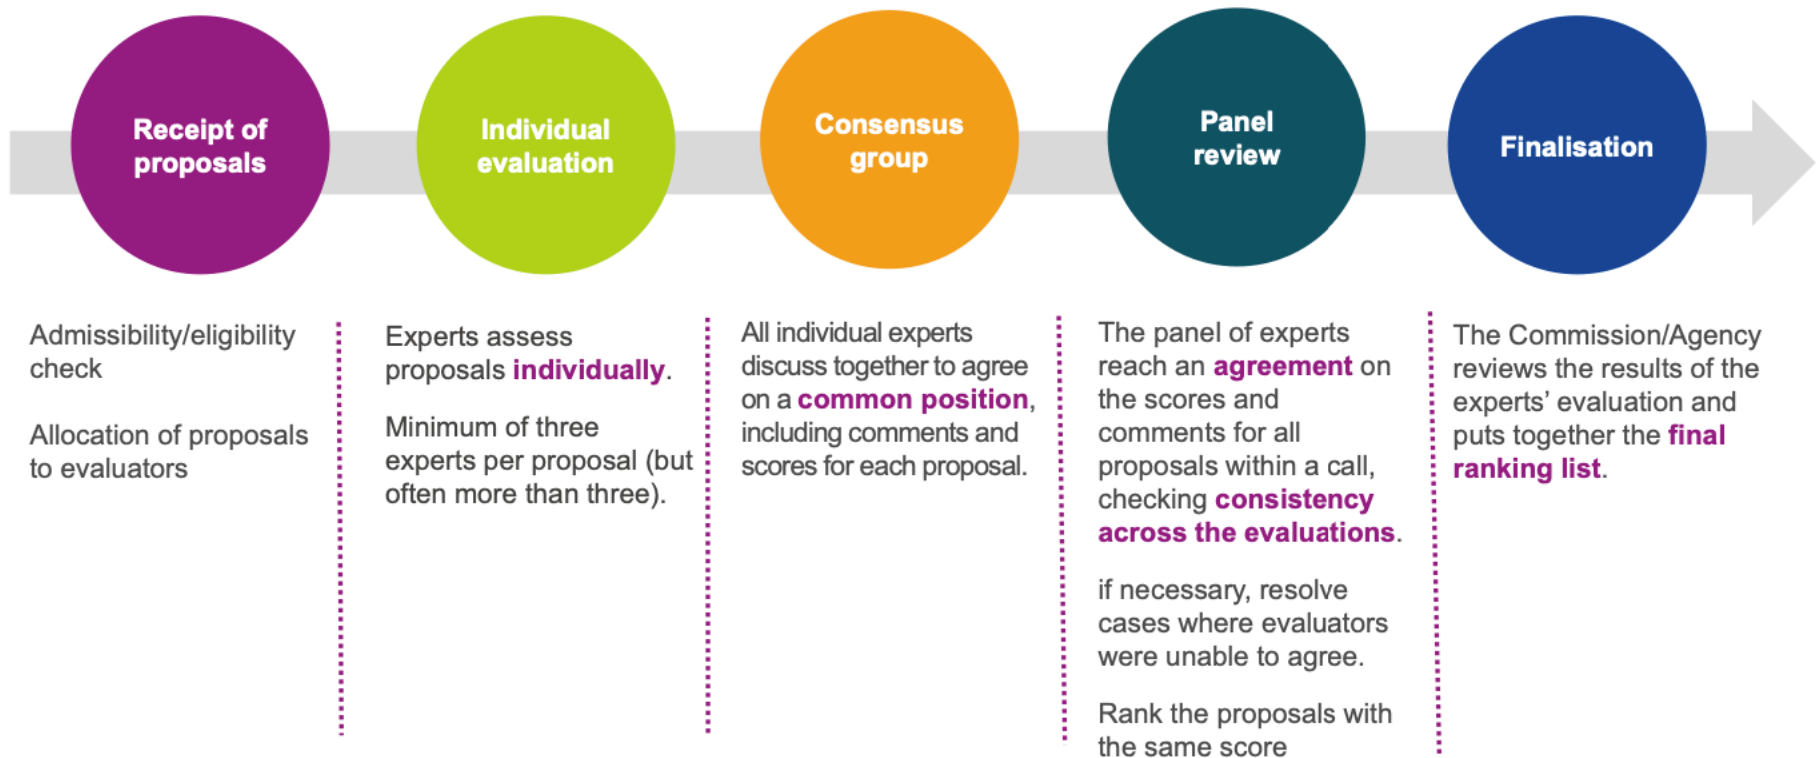 Receipt of
proposals
Individual
evaluation
Consensus
group
Panel
review
Finalisation
Admissibility/eligibility
check
Allocation of proposals
to evaluators
Experts assess
proposals individually.
Minimum of three
experts per proposal (but
often more than three).
All individual experts
discuss together to agree
on a common position,
including comments and
scores for each proposal.
The panel of experts
reach an agreement on
the scores and
comments for all
proposals within a call,
checking consistency
across the evaluations.
if necessary, resolve
cases where evaluators
were unable to agree.
Rank the proposals with
the same score
The Commission/Agency
reviews the results of the
experts’ evaluation and
puts together the final
ranking list.